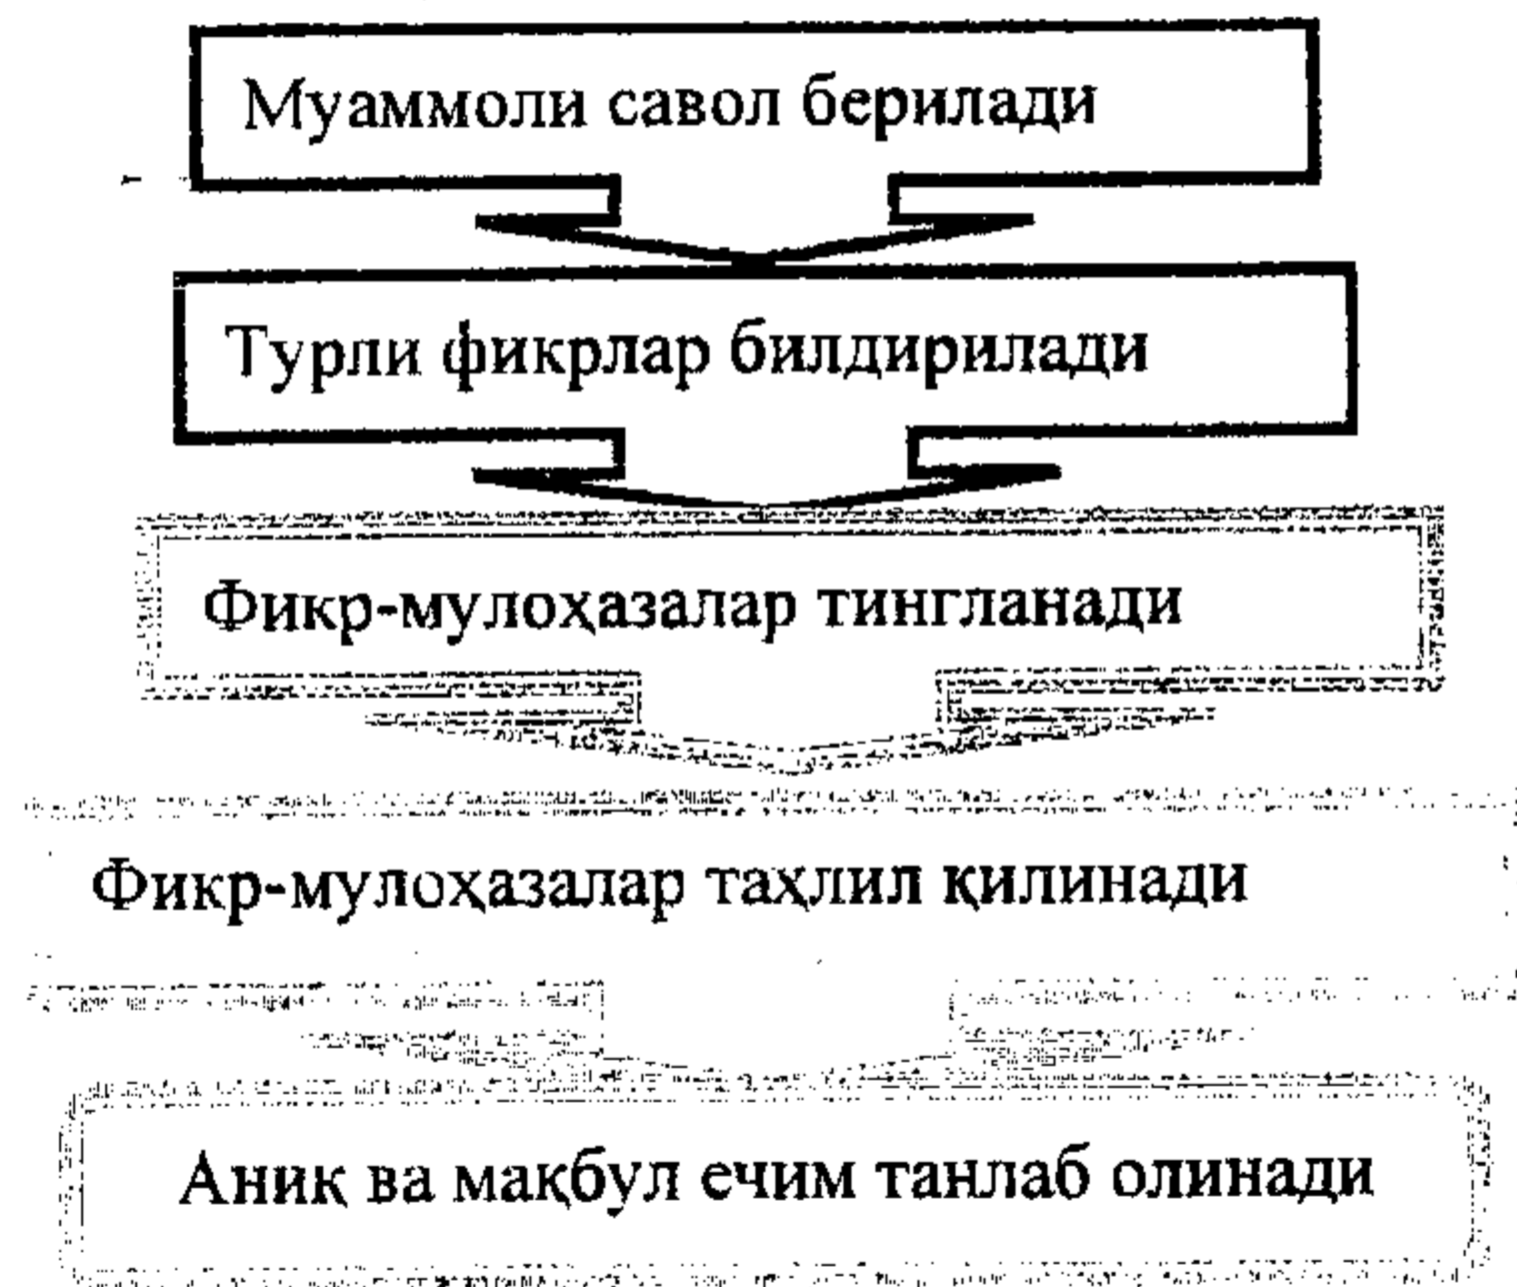 Муаммоли савол берилади
Турли фикрлар билдирилади
Фикр-мулоҳазалар тингланади
Фикр-мулоҳазалар таҳлил қилинади
Аниқ ва мақбул ечим танлаб олинади